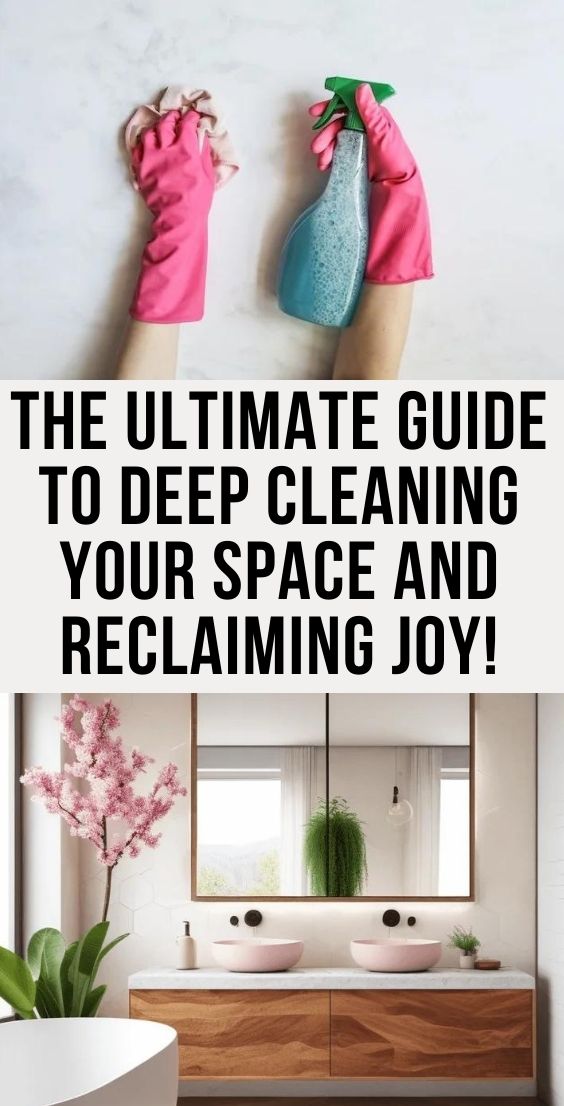 THE ULTIMATE GUIDE
TO DEEP CLEANING
YOUR SPACE AND
RECLAIMING JOY!